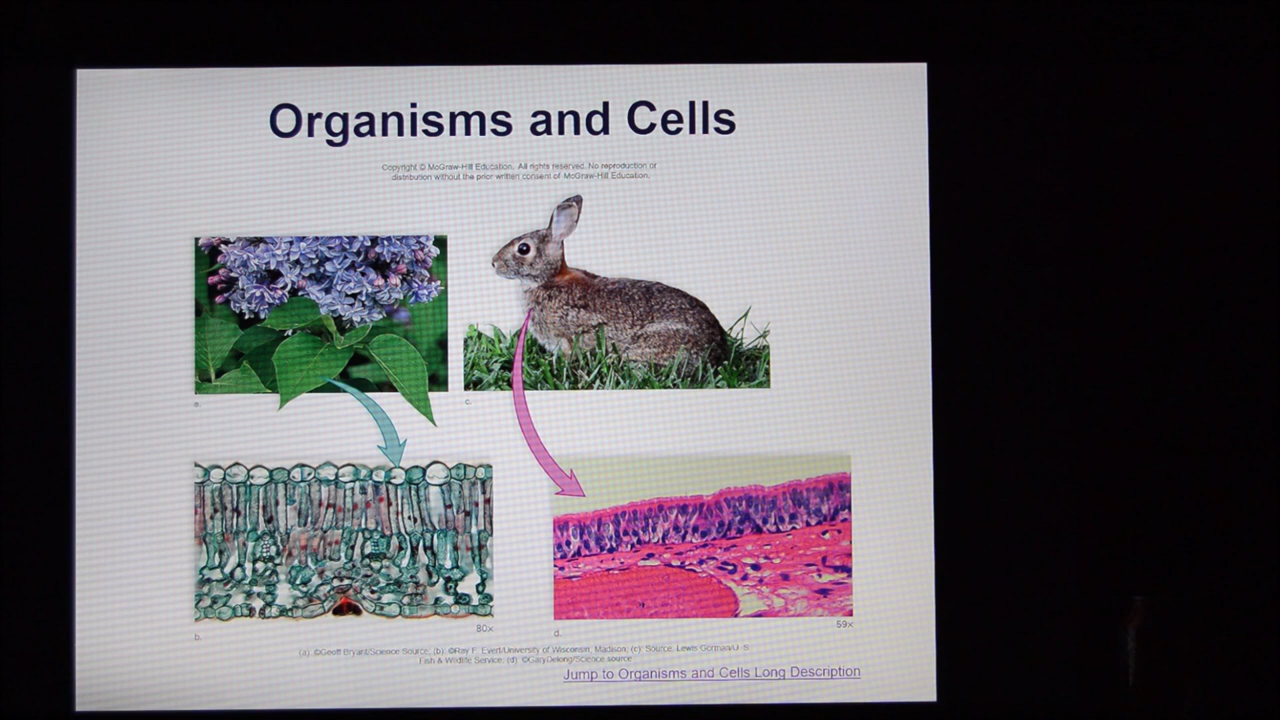 Organisms and Cells
Copyright © McGraw-Hill Education. All rights reserved. No reproduction or
distribution without the prior written consent of McGraw-Hill Education.
a.
c.
80x
59x
b.
d.
(a): ©Geoff Bryant/Science Source; (b): ©Ray F. Evert/University of Wisconsin, Madison; (c): Source: Lewis Gorman/U.S.
Fish & Wildlife Service; (d): ©GaryDelong/Science source
Jump to Organisms and Cells Long Description